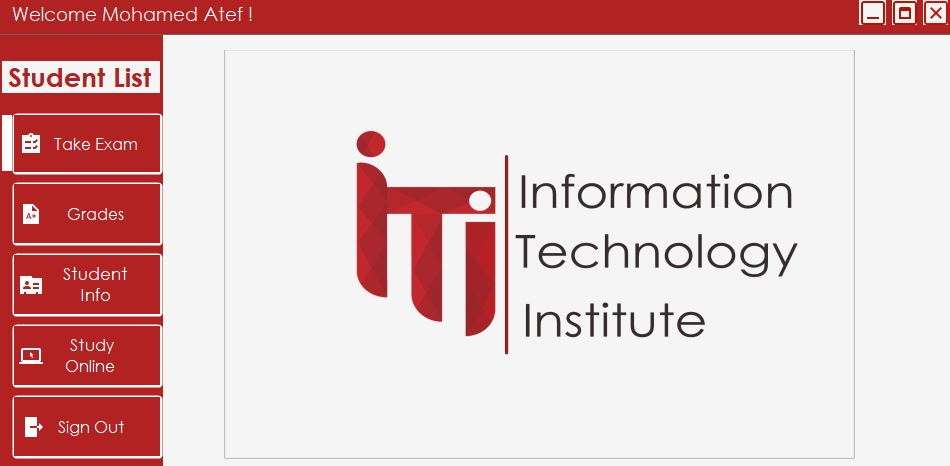 Welcome Mohamed Atef !
Student List
Take Exam
A+
Grades
Student
Info
Study
Online
Sign Out
iTi
Information
Technology
Institute